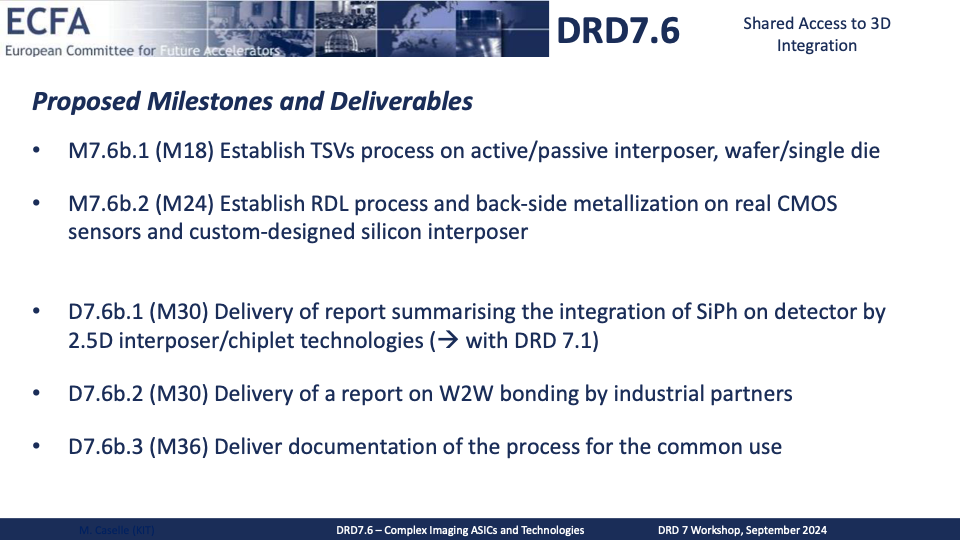 ECFA
European Committee for Future Accelerators
DRD7.6
Shared Access to 3D
Integration
Proposed Milestones and Deliverables
• M7.6b.1 (M18) Establish TSVs process on active/passive interposer, wafer/single die
• M7.6b.2 (M24) Establish RDL process and back-side metallization on real CMOS
sensors and custom-designed silicon interposer
• D7.6b.1 (M30) Delivery of report summarising the integration of SiPh on detector by
2.5D interposer/chiplet technologies (→ with DRD 7.1)
• D7.6b.2 (M30) Delivery of a report on W2W bonding by industrial partners
• D7.6b.3 (M36) Deliver documentation of the process for the common use
M. Caselle (KIT)
DRD7.6 – Complex Imaging ASICs and Technologies
DRD 7 Workshop, September 2024